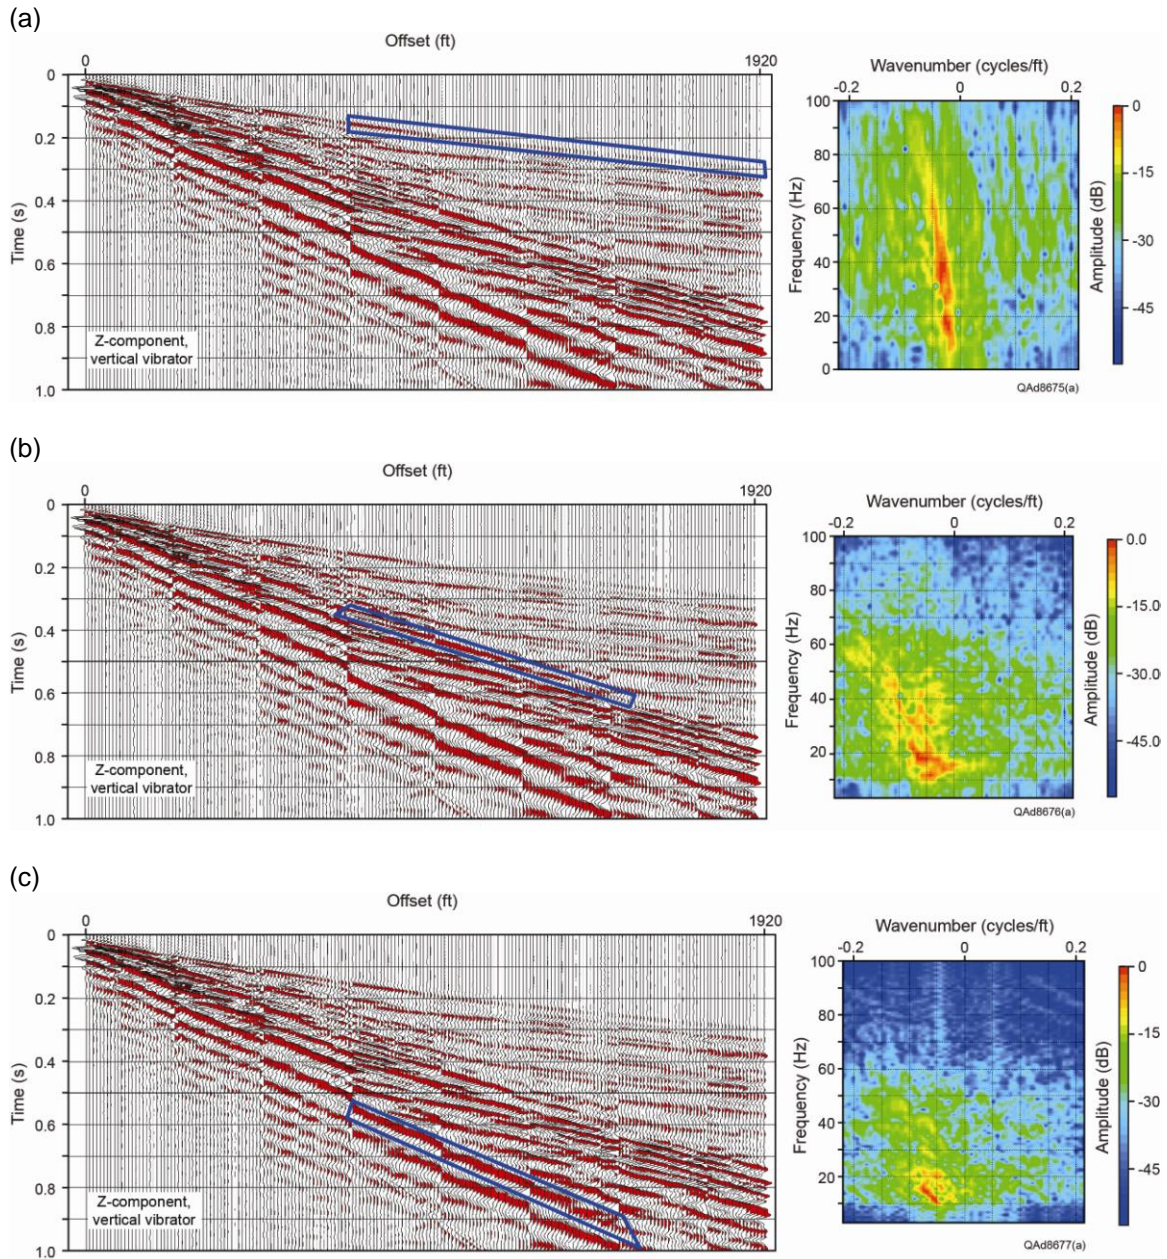 (a)
Offset (ft)
0 1920
0
0.2
0.4
0.6
0.8
1.0
Time (s)
Z-component,
vertical vibrator
Wavenumber (cycles/ft)
-0.2 0 0.2
100
80
60
40
20
0
Frequency (Hz)
0
-15
-30
-45
Amplitude (dB)
QAd8675(a)
(b)
Offset (ft)
0 1920
0
0.2
0.4
0.6
0.8
1.0
Time (s)
Z-component,
vertical vibrator
Wavenumber (cycles/ft)
-0.2 0 0.2
100
80
60
40
20
Frequency (Hz)
0.0
-15.00
-30.00
-45.00
Amplitude (dB)
QAd8676(a)
(c)
Offset (ft)
0 1920
0
0.2
0.4
0.6
0.8
1.0
Time (s)
Z-component,
vertical vibrator
Wavenumber (cycles/ft)
-0.2 0 0.2
100
80
60
40
20
Frequency (Hz)
0
-15
-30
-45
Amplitude (dB)
QAd8677(a)